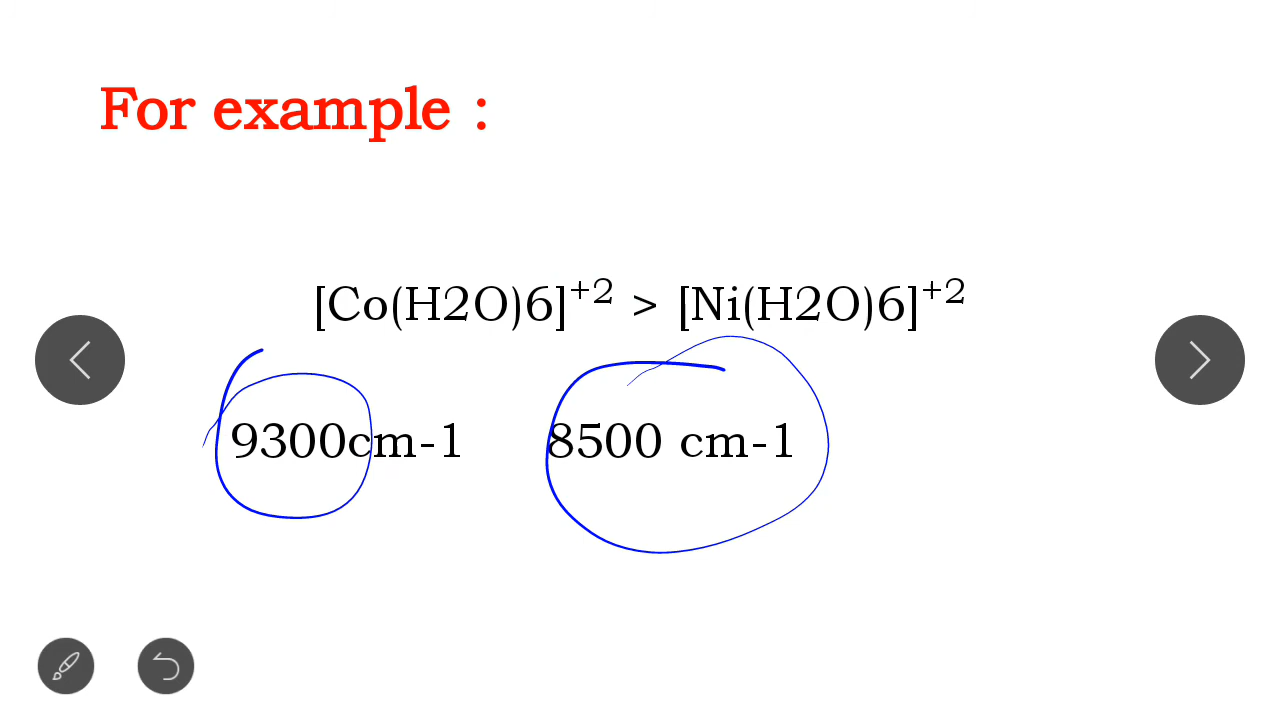 For example :
[Co(H2O)6]⁺² > [Ni(H2O)6]⁺²
9300cm-1 8500 cm-1